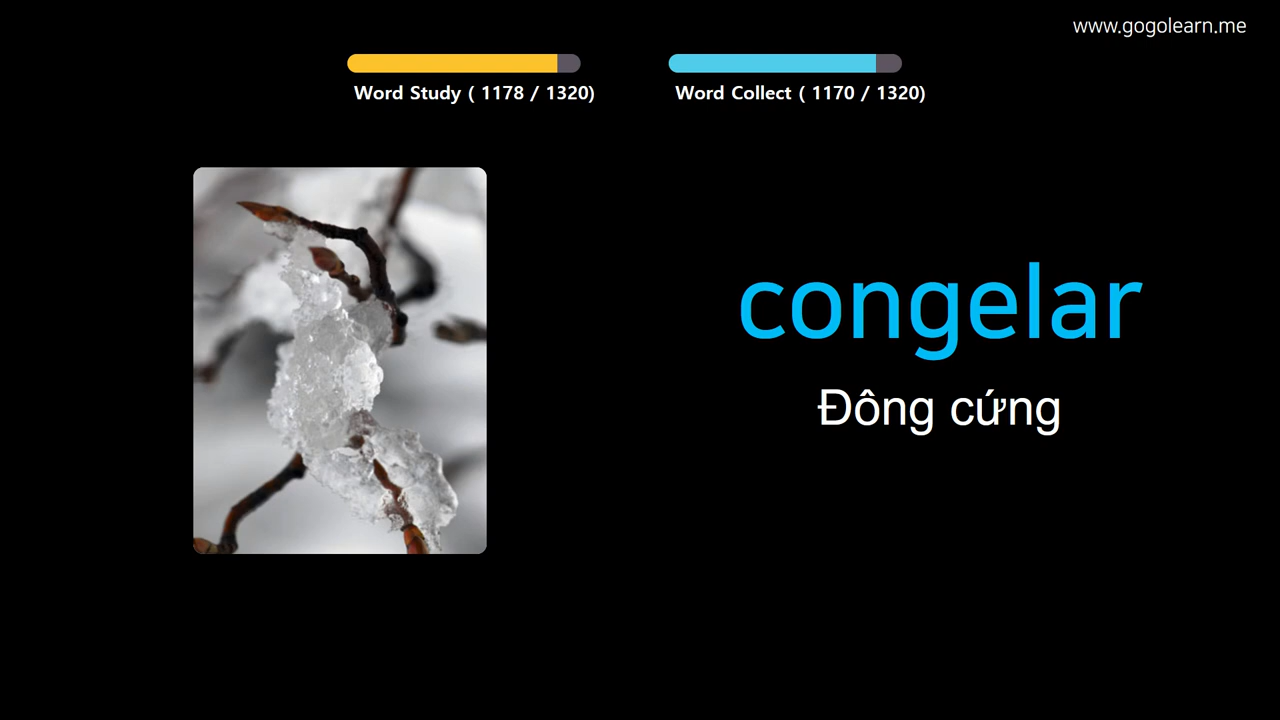 www.gogolearn.me
Word Study ( 1178 / 1320)
Word Collect ( 1170 / 1320)
congelar
Đông cứng